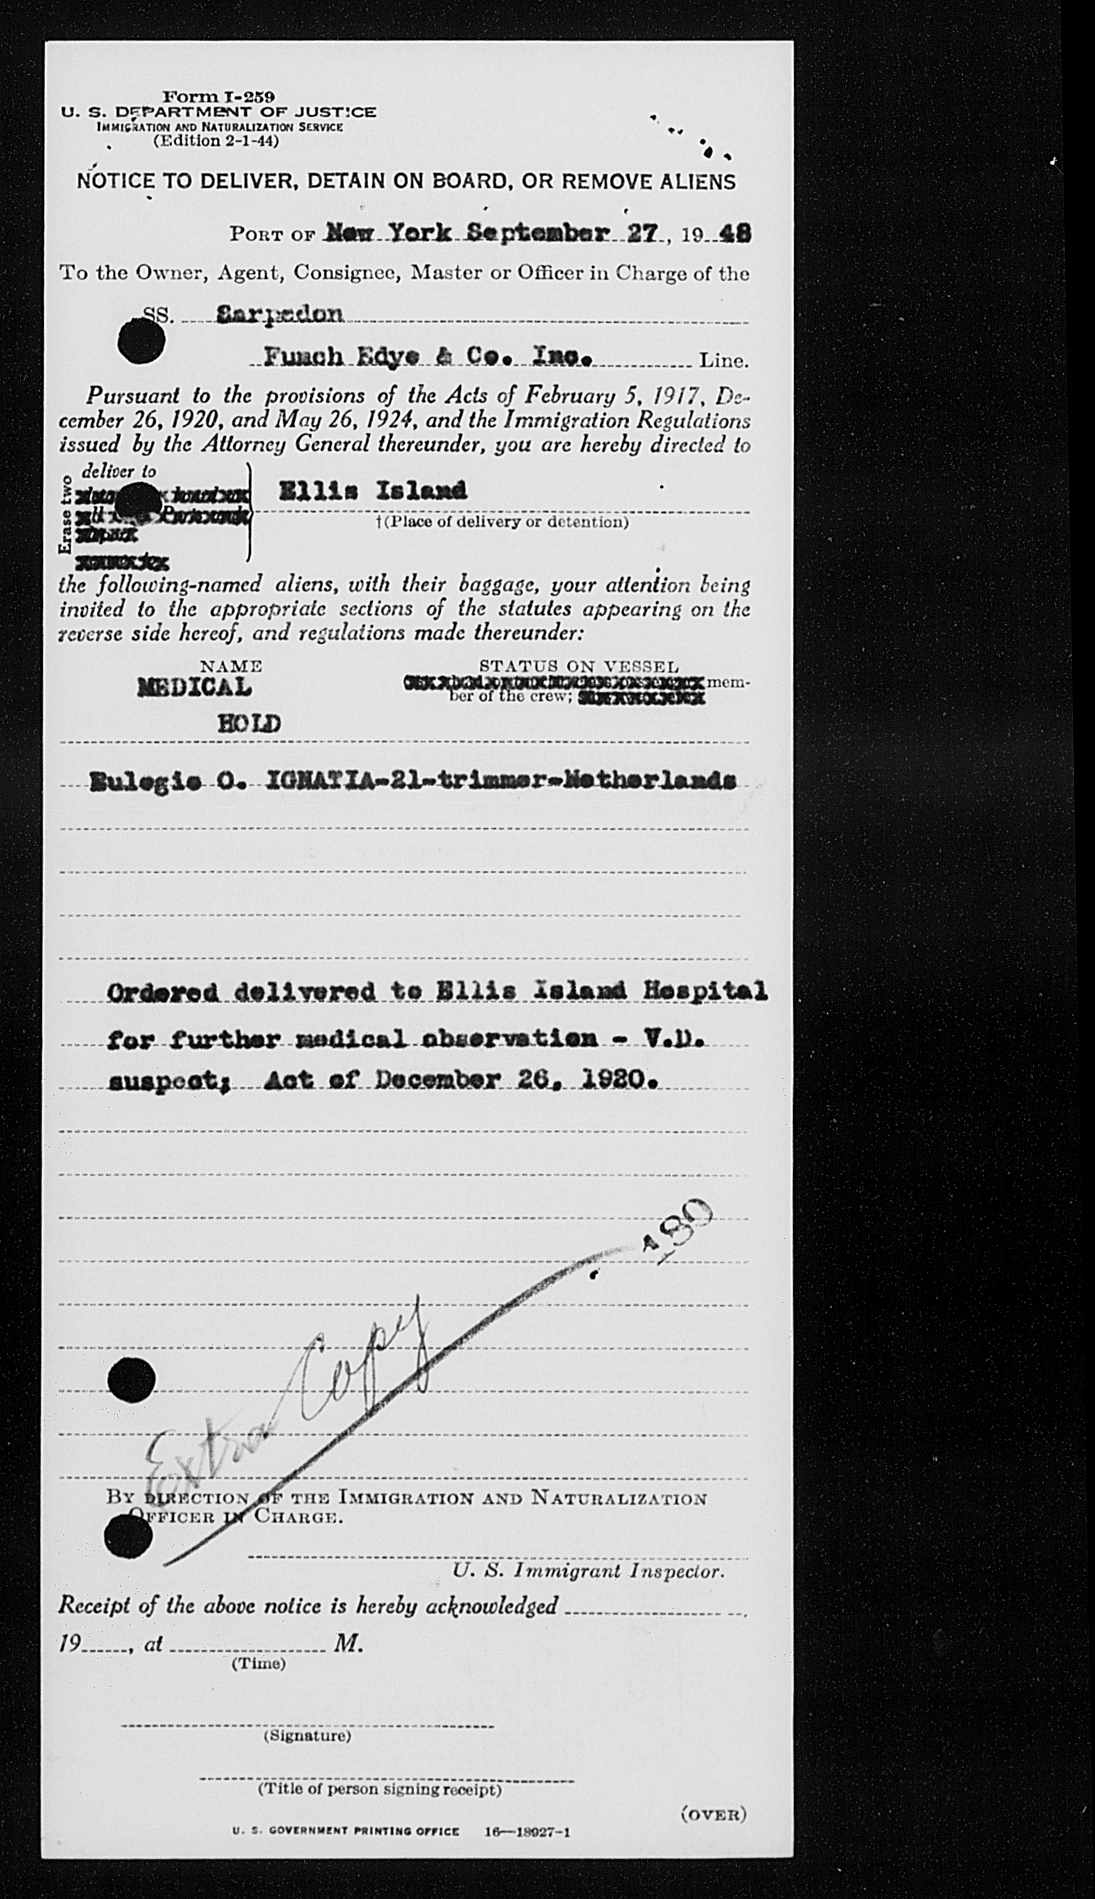 Form I-259
U. S. DEPARTMENT OF JUSTICE
IMMIGRATION AND NATURALIZATION SERVICE
(Edition 2-1-44)
NOTICE TO DELIVER, DETAIN ON BOARD, OR REMOVE ALIENS
PORT OF New York September 27, 19 48
To the Owner, Agent, Consignee, Master or Officer in Charge of the
SS. Sarpedon
Funch Edye & Co. Inc. Line.
Pursuant to the provisions of the Acts of February 5, 1917, De-
cember 26, 1920, and May 26, 1924, and the Immigration Regulations
issued by the Attorney General thereunder, you are hereby directed to
Erase two
deliver to
Ellis Island
†(Place of delivery or detention)
the following-named aliens, with their baggage, your attention being
invited to the appropriate sections of the statutes appearing on the
reverse side hereof, and regulations made thereunder:
NAME STATUS ON VESSEL
MEDICAL mem-
ber of the crew;
HOLD
Eulogio O. IGNATIA-21-trimmer-Netherlands
Ordered delivered to Ellis Island Hospital
for further medical observation - V.D.
suspect; Act of December 26, 1920.
180
Extra Copy
BY DIRECTION OF THE IMMIGRATION AND NATURALIZATION
OFFICER IN CHARGE.
U. S. Immigrant Inspector.
Receipt of the above notice is hereby acknowledged
19 , at M.
(Time)
(Signature)
(Title of person signing receipt)
(OVER)
U. S. GOVERNMENT PRINTING OFFICE 16—18927-1